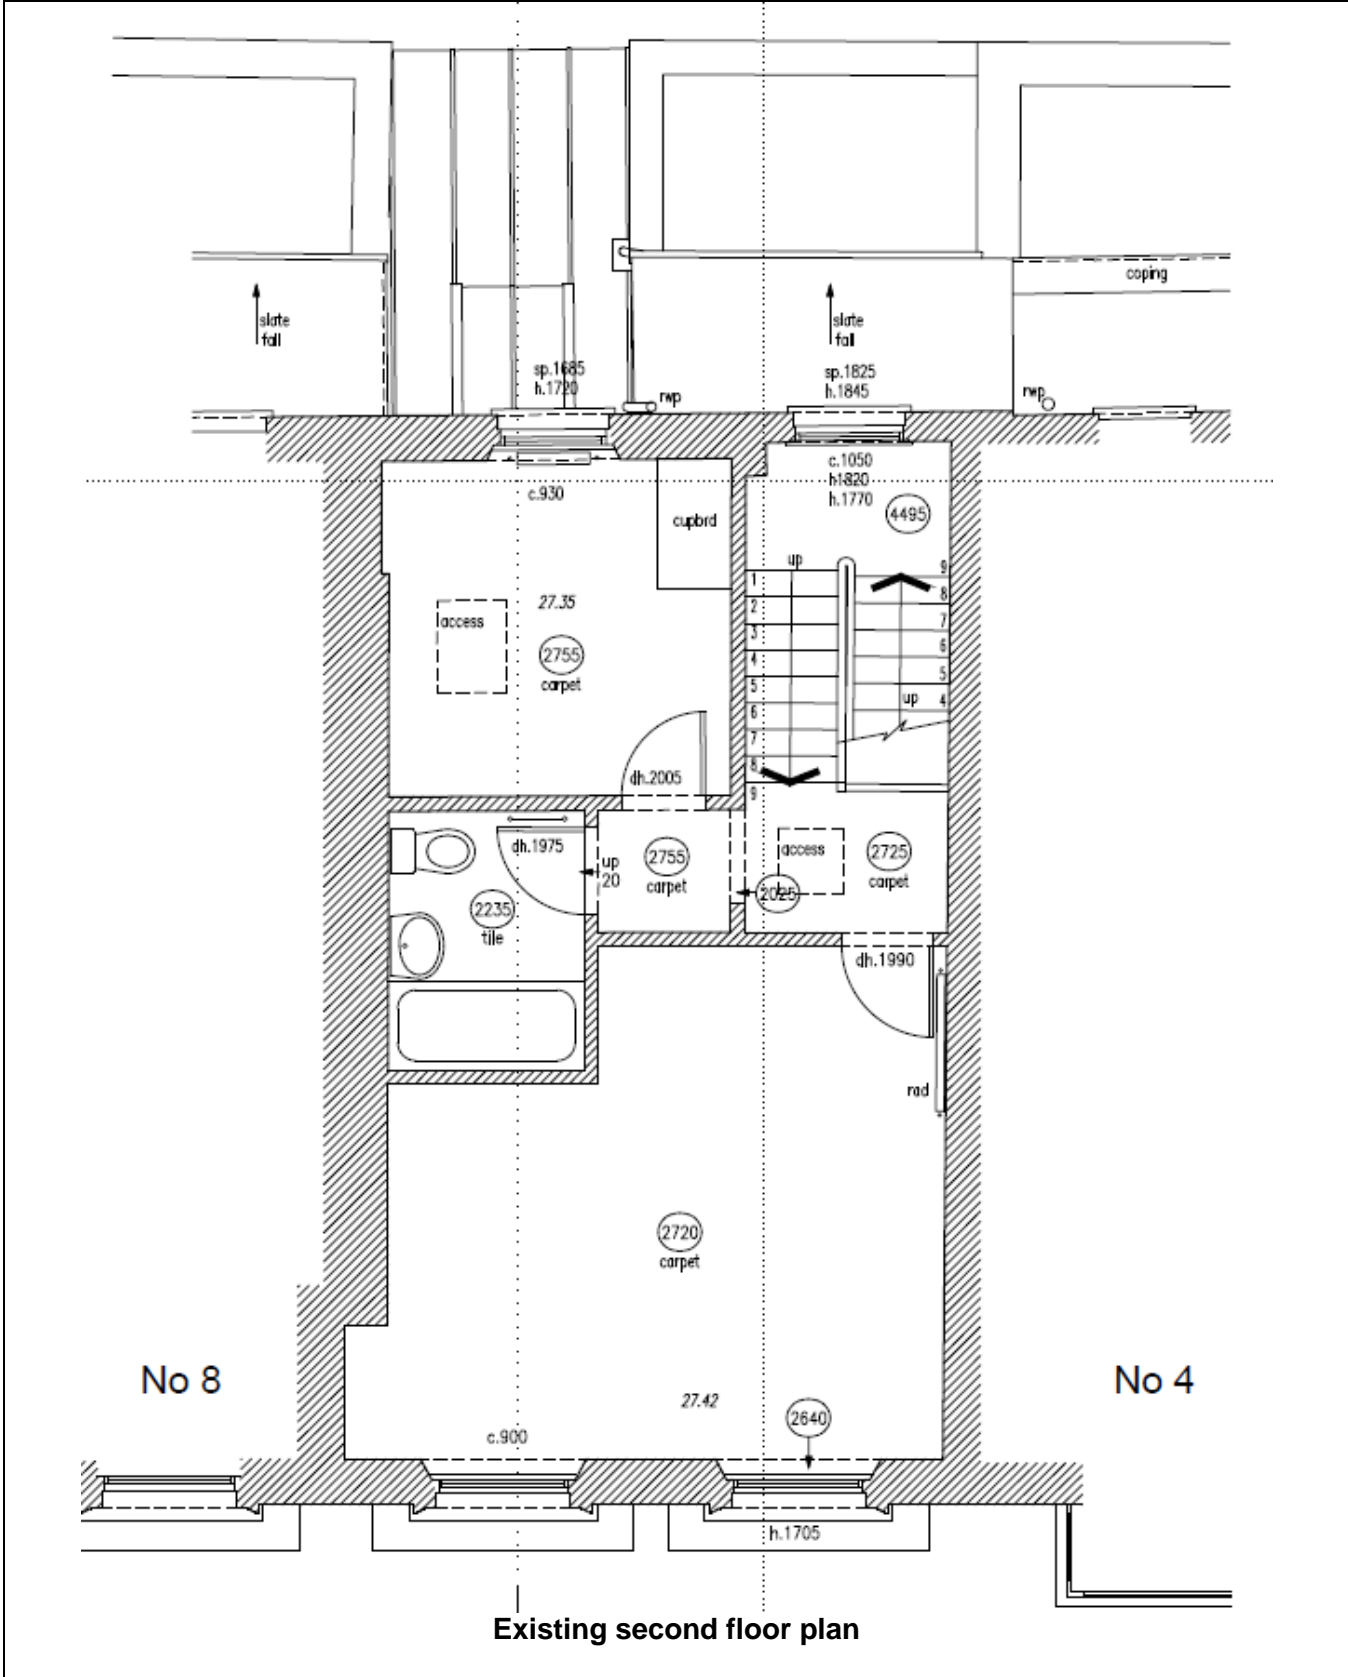 coping
slate
fall
slate
fall
sp.1685
h.1720
sp.1825
h.1845
rwp
rwp
c.930
c.1050
h1820
h.1770
4495
cupbrd
up
1
2
3
4
5
6
7
8
9
9
8
7
6
5
4
up
27.35
access
2755
carpet
dh.2005
dh.1975
up
20
2755
carpet
access
2725
carpet
2025
2235
tile
dh.1990
rad
2720
carpet
No 8
No 4
27.42
2640
c.900
h.1705
Existing second floor plan